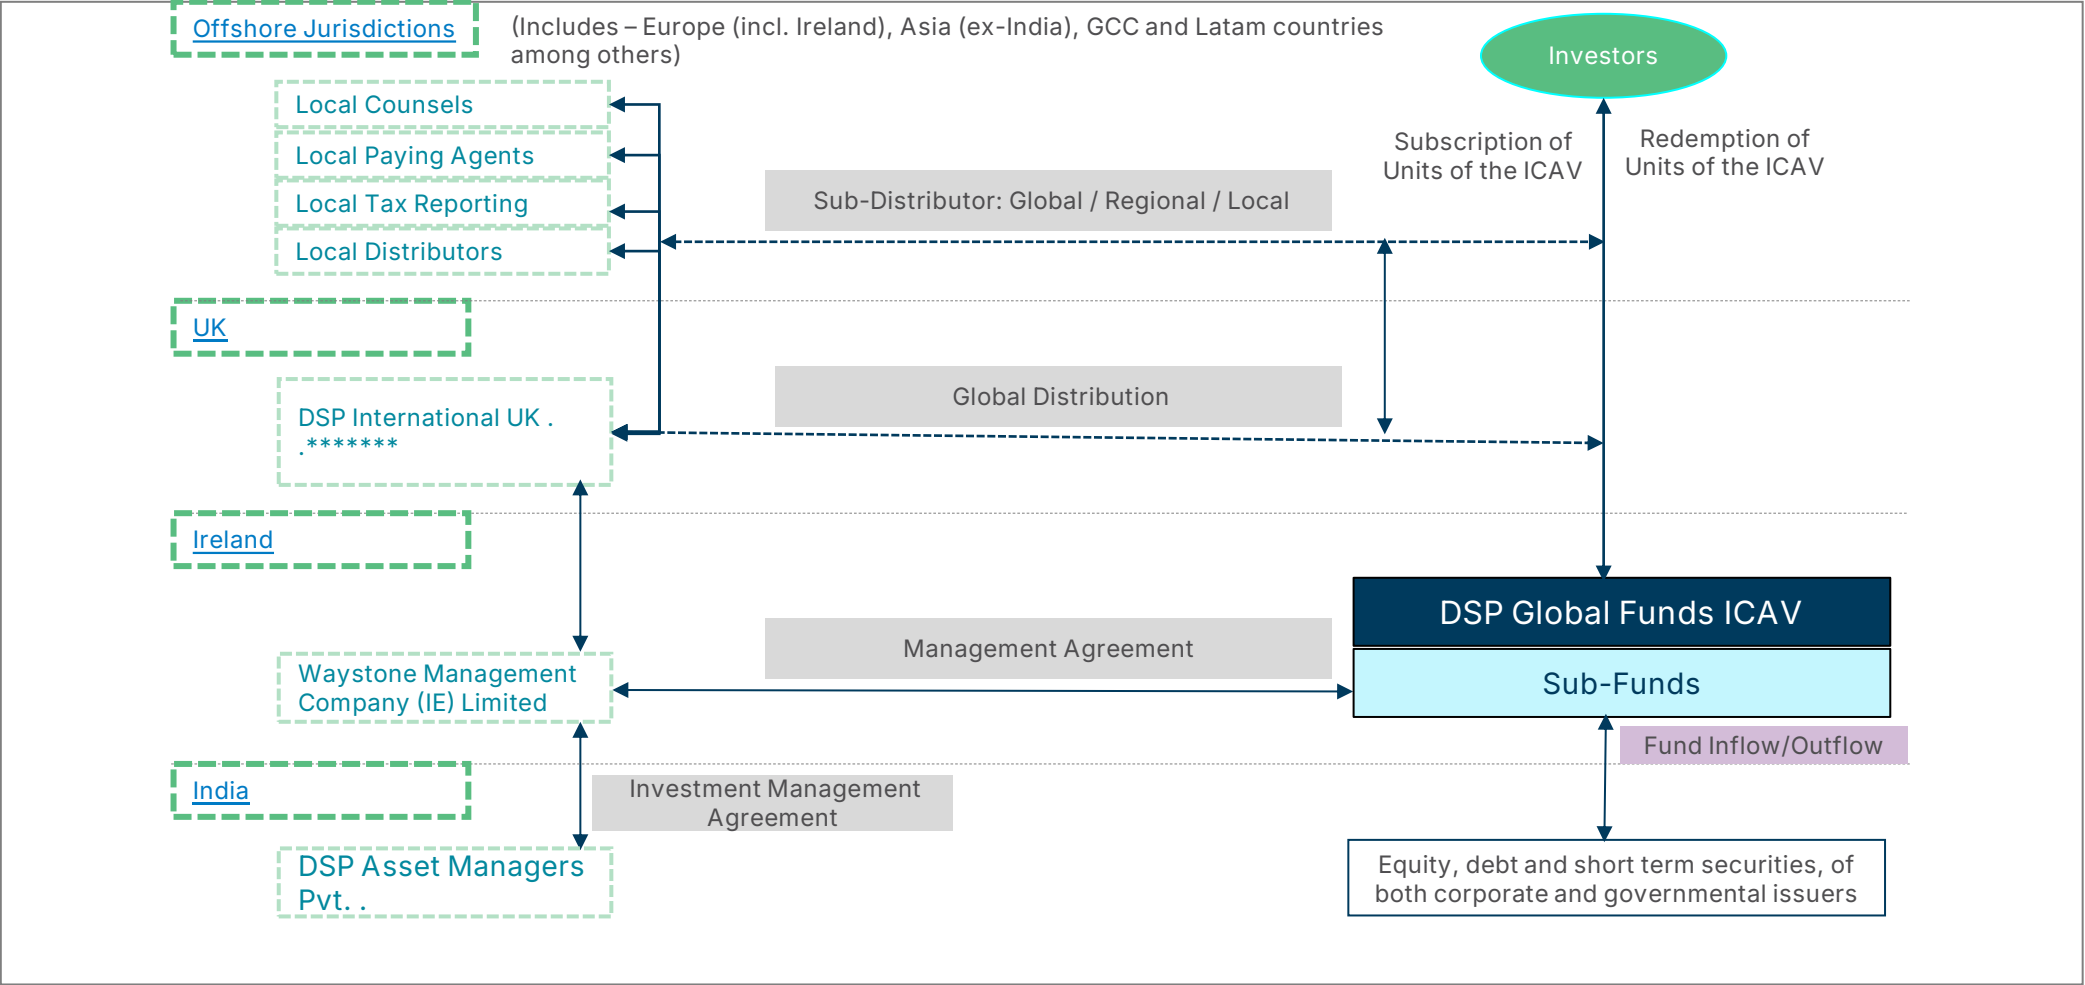 Offshore Jurisdictions
(Includes – Europe (incl. Ireland), Asia (ex-India), GCC and Latam countries
among others)
Investors
Local Counsels
Local Paying Agents
Local Tax Reporting
Local Distributors
Subscription of
Units of the ICAV
Redemption of
Units of the ICAV
Sub-Distributor: Global / Regional / Local
UK
Global Distribution
DSP International UK .
.*******
Ireland
DSP Global Funds ICAV
Management Agreement
Waystone Management
Company (IE) Limited
Sub-Funds
Fund Inflow/Outflow
India
Investment Management
Agreement
DSP Asset Managers
Pvt. .
Equity, debt and short term securities, of
both corporate and governmental issuers